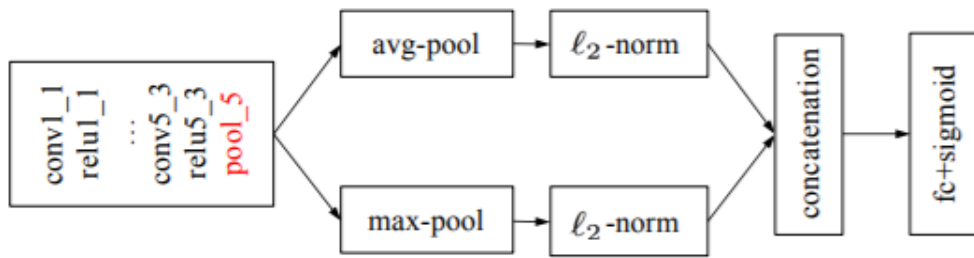 conv1_1
relu1_1
...
conv5_3
relu5_3
pool_5
avg-pool
ℓ₂-norm
max-pool
ℓ₂-norm
concatenation
fc+sigmoid